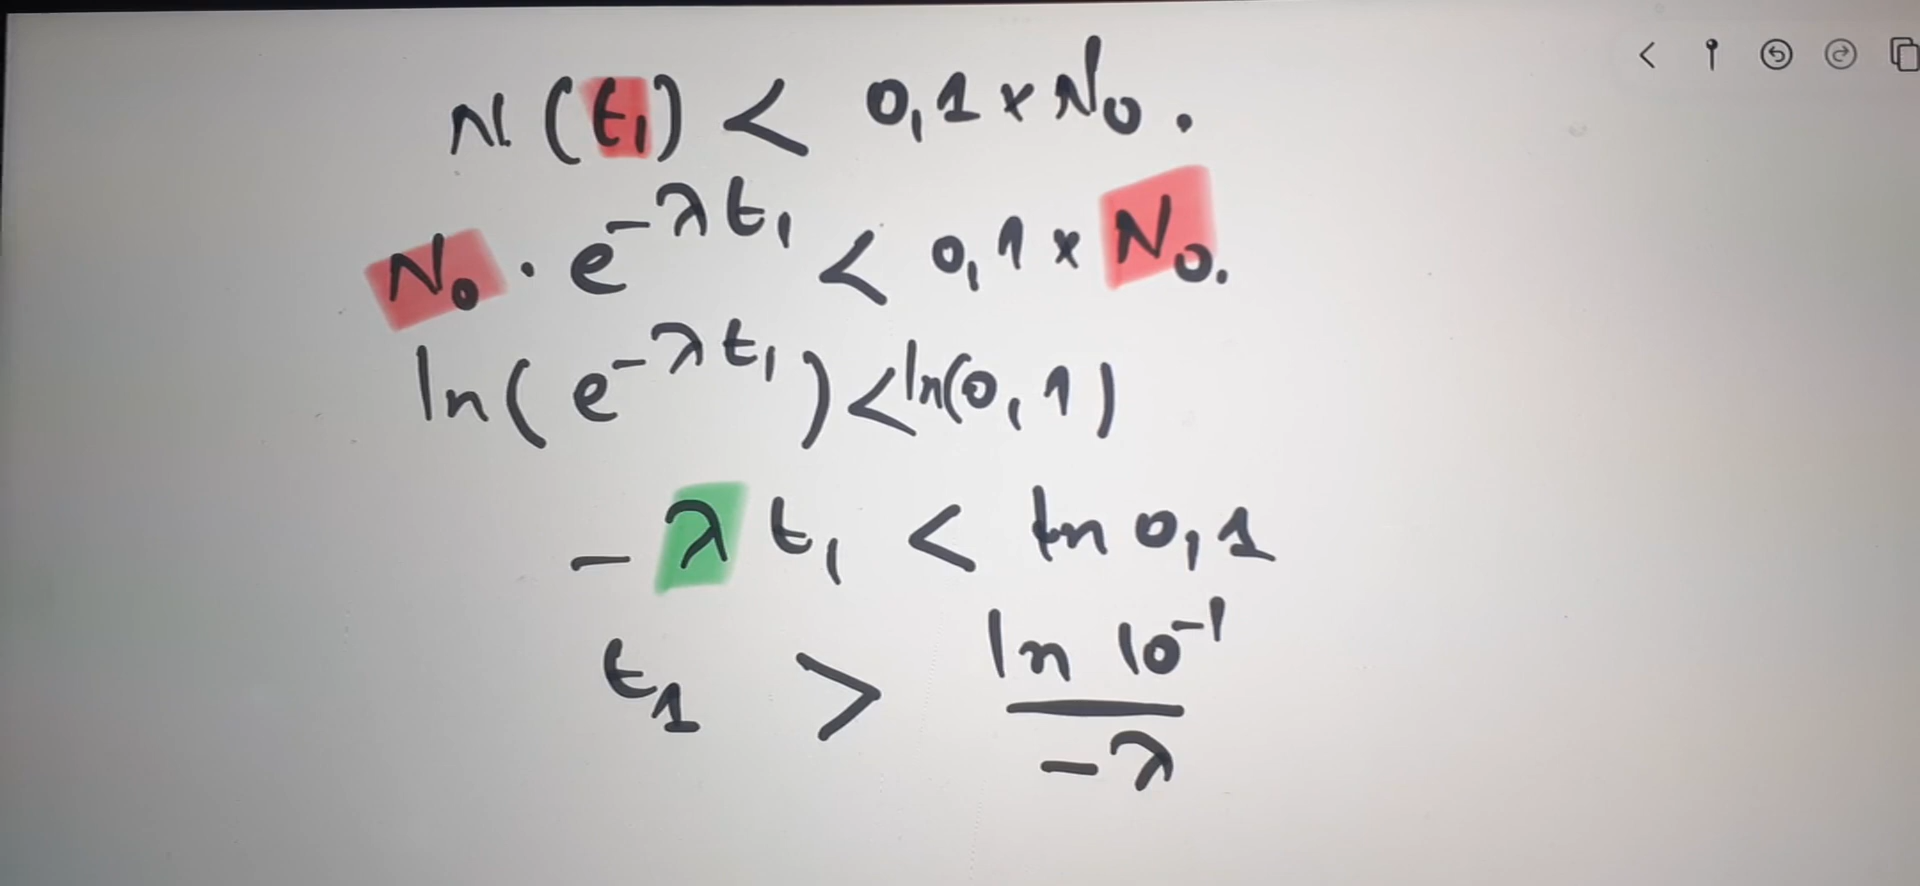 N(t₁) < 0,1 × N₀.
N₀ · e^{-λt₁} < 0,1 × N₀.
ln(e^{-λt₁}) < ln(0,1)
-λt₁ < ln 0,1
t₁ > ln 10⁻¹ / -λ